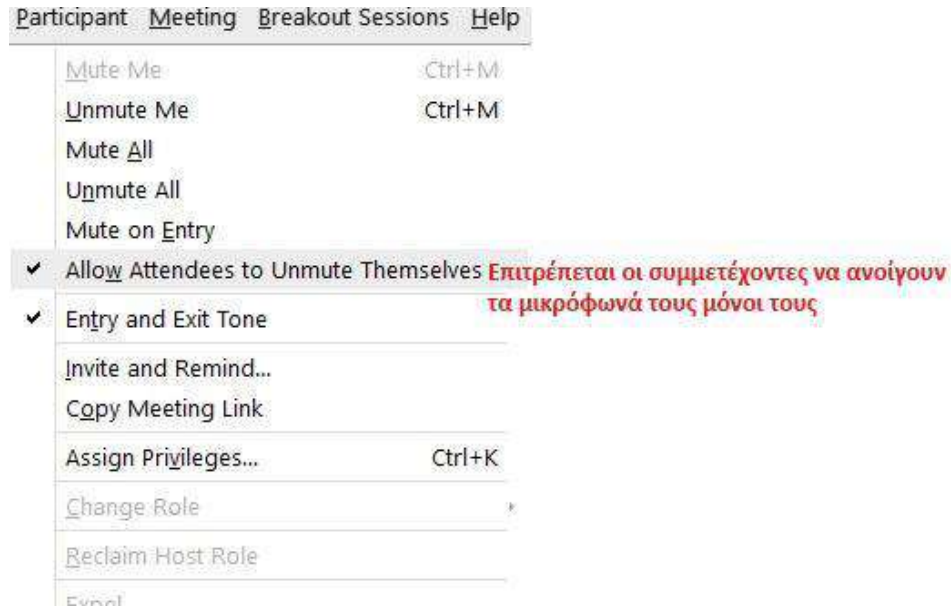 Participant Meeting Breakout Sessions Help
Mute Me Ctrl+M
Unmute Me Ctrl+M
Mute All
Unmute All
Mute on Entry
Allow Attendees to Unmute Themselves Επιτρέπεται οι συμμετέχοντες να ανοίγουν
τα μικρόφωνά τους μόνοι τους
Entry and Exit Tone
Invite and Remind...
Copy Meeting Link
Assign Privileges... Ctrl+K
Change Role
Reclaim Host Role
Expel